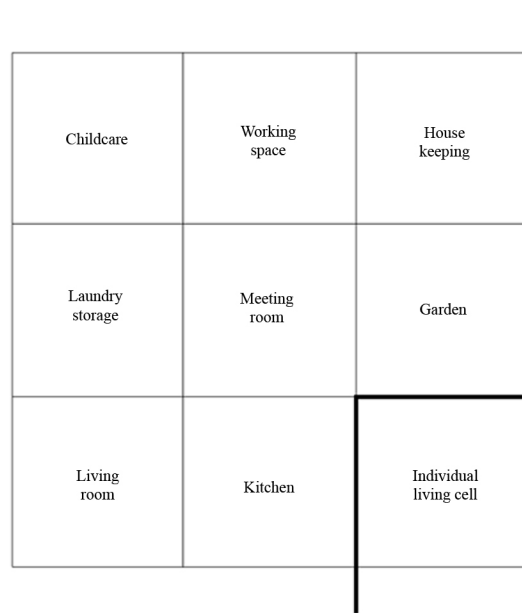 Childcare
Working
space
House
keeping
Laundry
storage
Meeting
room
Garden
Living
room
Kitchen
Individual
living cell